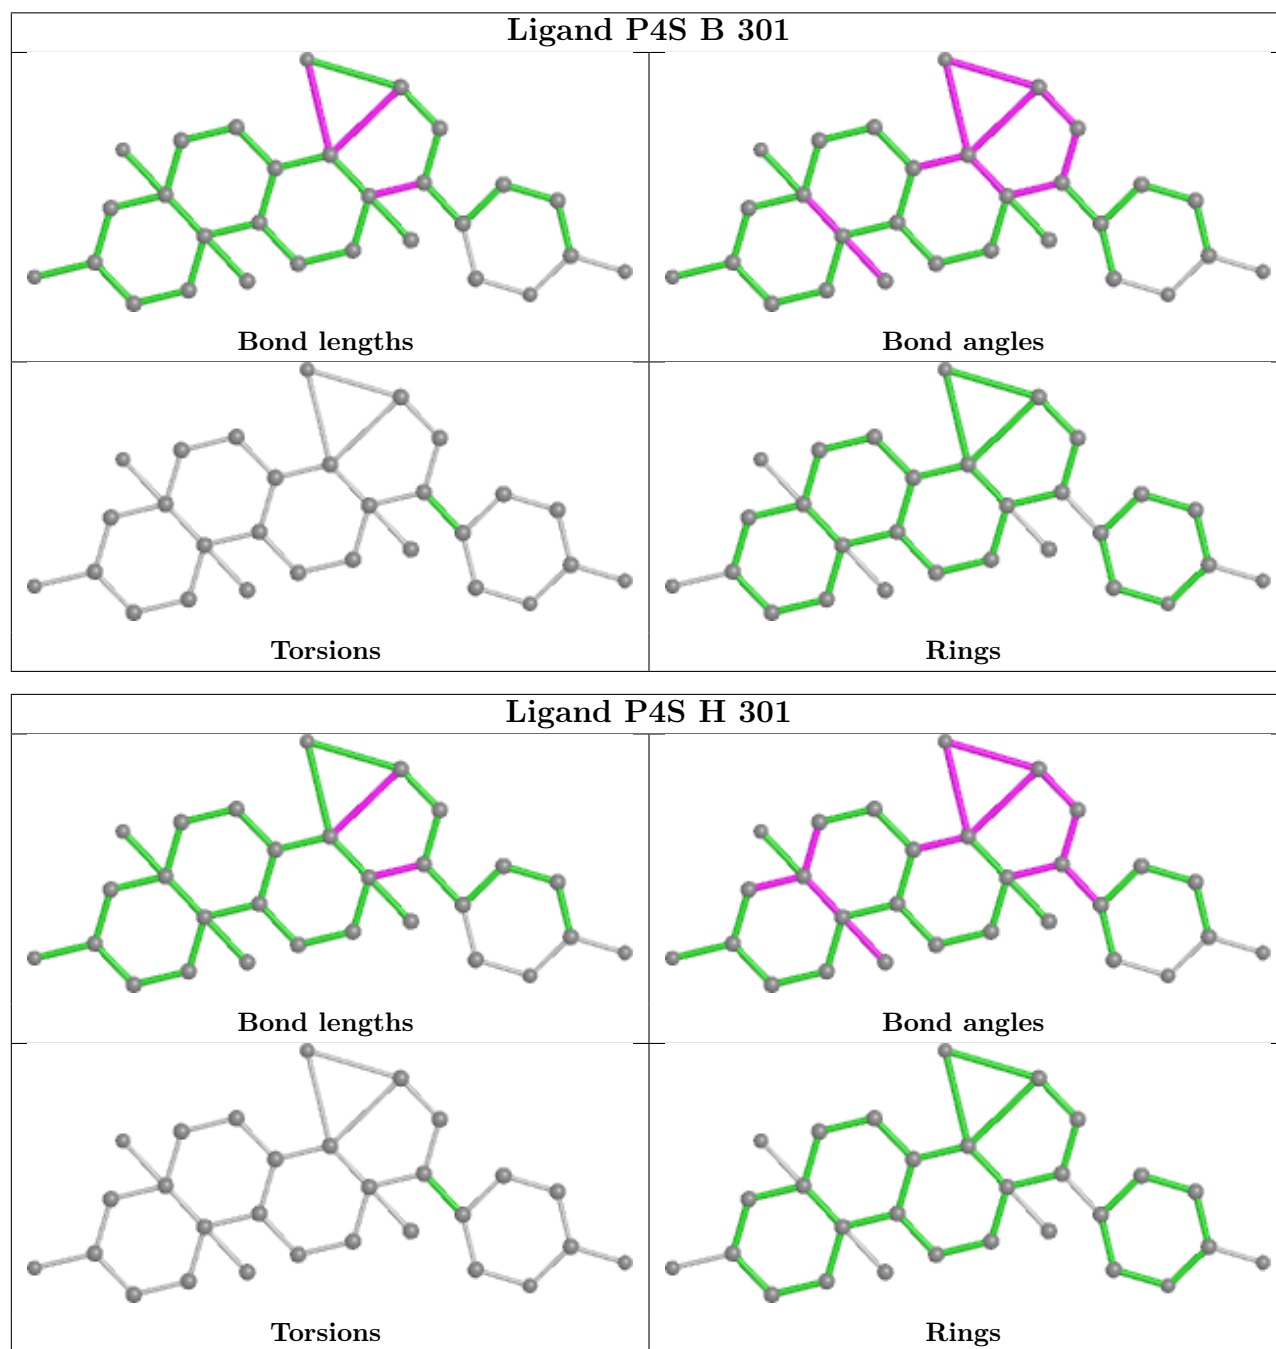 Ligand P4S B 301
Bond lengths
Bond angles
Torsions
Rings
Ligand P4S H 301
Bond lengths
Bond angles
Torsions
Rings